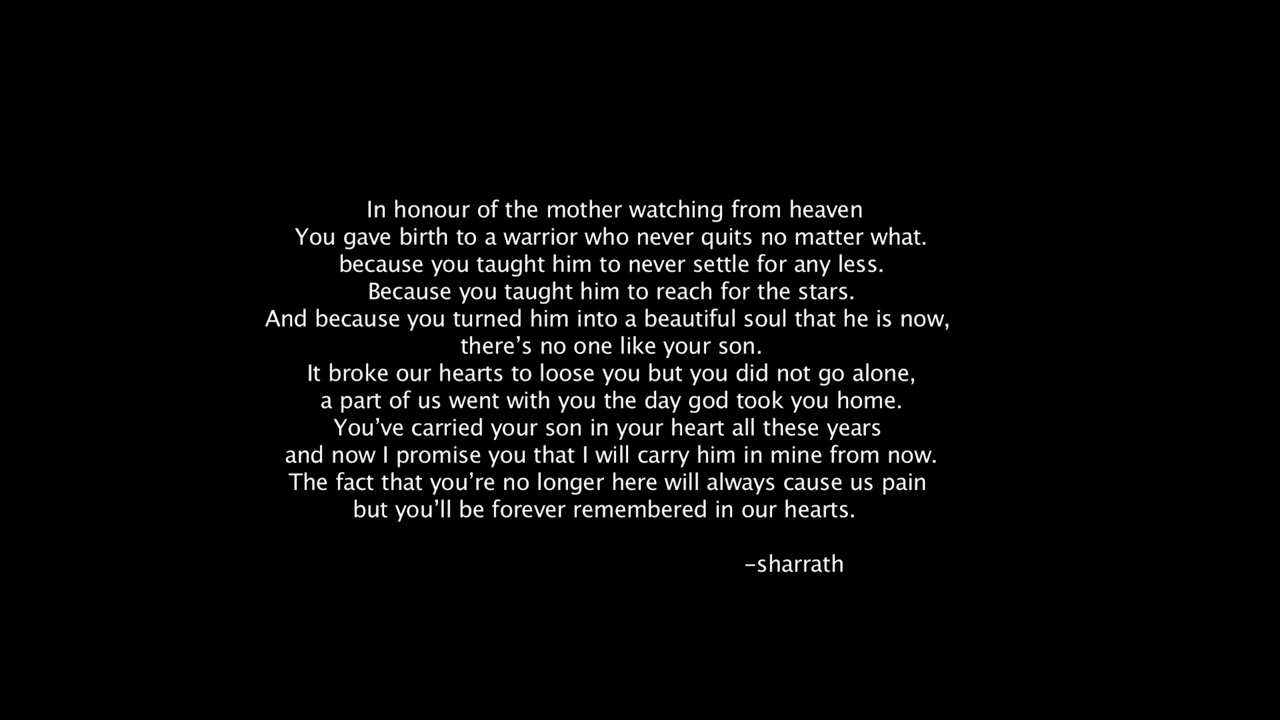 In honour of the mother watching from heaven
You gave birth to a warrior who never quits no matter what.
because you taught him to never settle for any less.
Because you taught him to reach for the stars.
And because you turned him into a beautiful soul that he is now,
there’s no one like your son.
It broke our hearts to loose you but you did not go alone,
a part of us went with you the day god took you home.
You’ve carried your son in your heart all these years
and now I promise you that I will carry him in mine from now.
The fact that you’re no longer here will always cause us pain
but you’ll be forever remembered in our hearts.
–sharrath